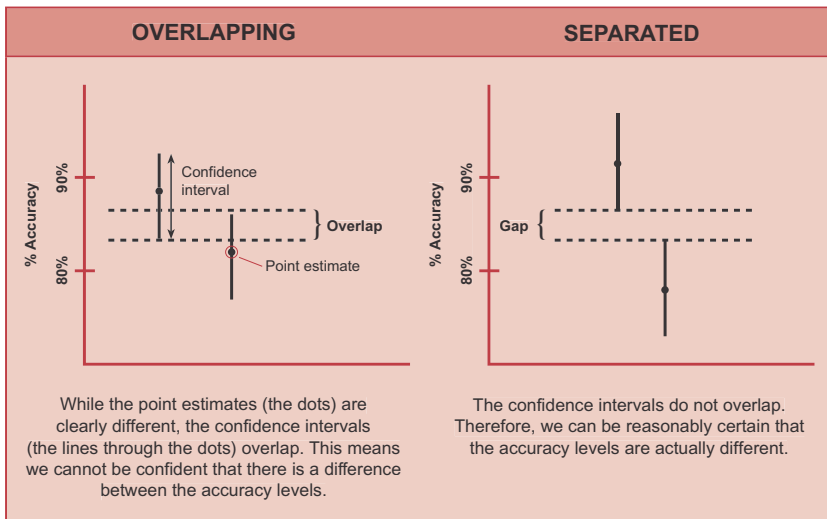 OVERLAPPING
% Accuracy
90%
80%
Confidence
interval
} Overlap
Point estimate
While the point estimates (the dots) are
clearly different, the confidence intervals
(the lines through the dots) overlap. This means
we cannot be confident that there is a difference
between the accuracy levels.
SEPARATED
% Accuracy
90%
80%
Gap {
The confidence intervals do not overlap.
Therefore, we can be reasonably certain that
the accuracy levels are actually different.